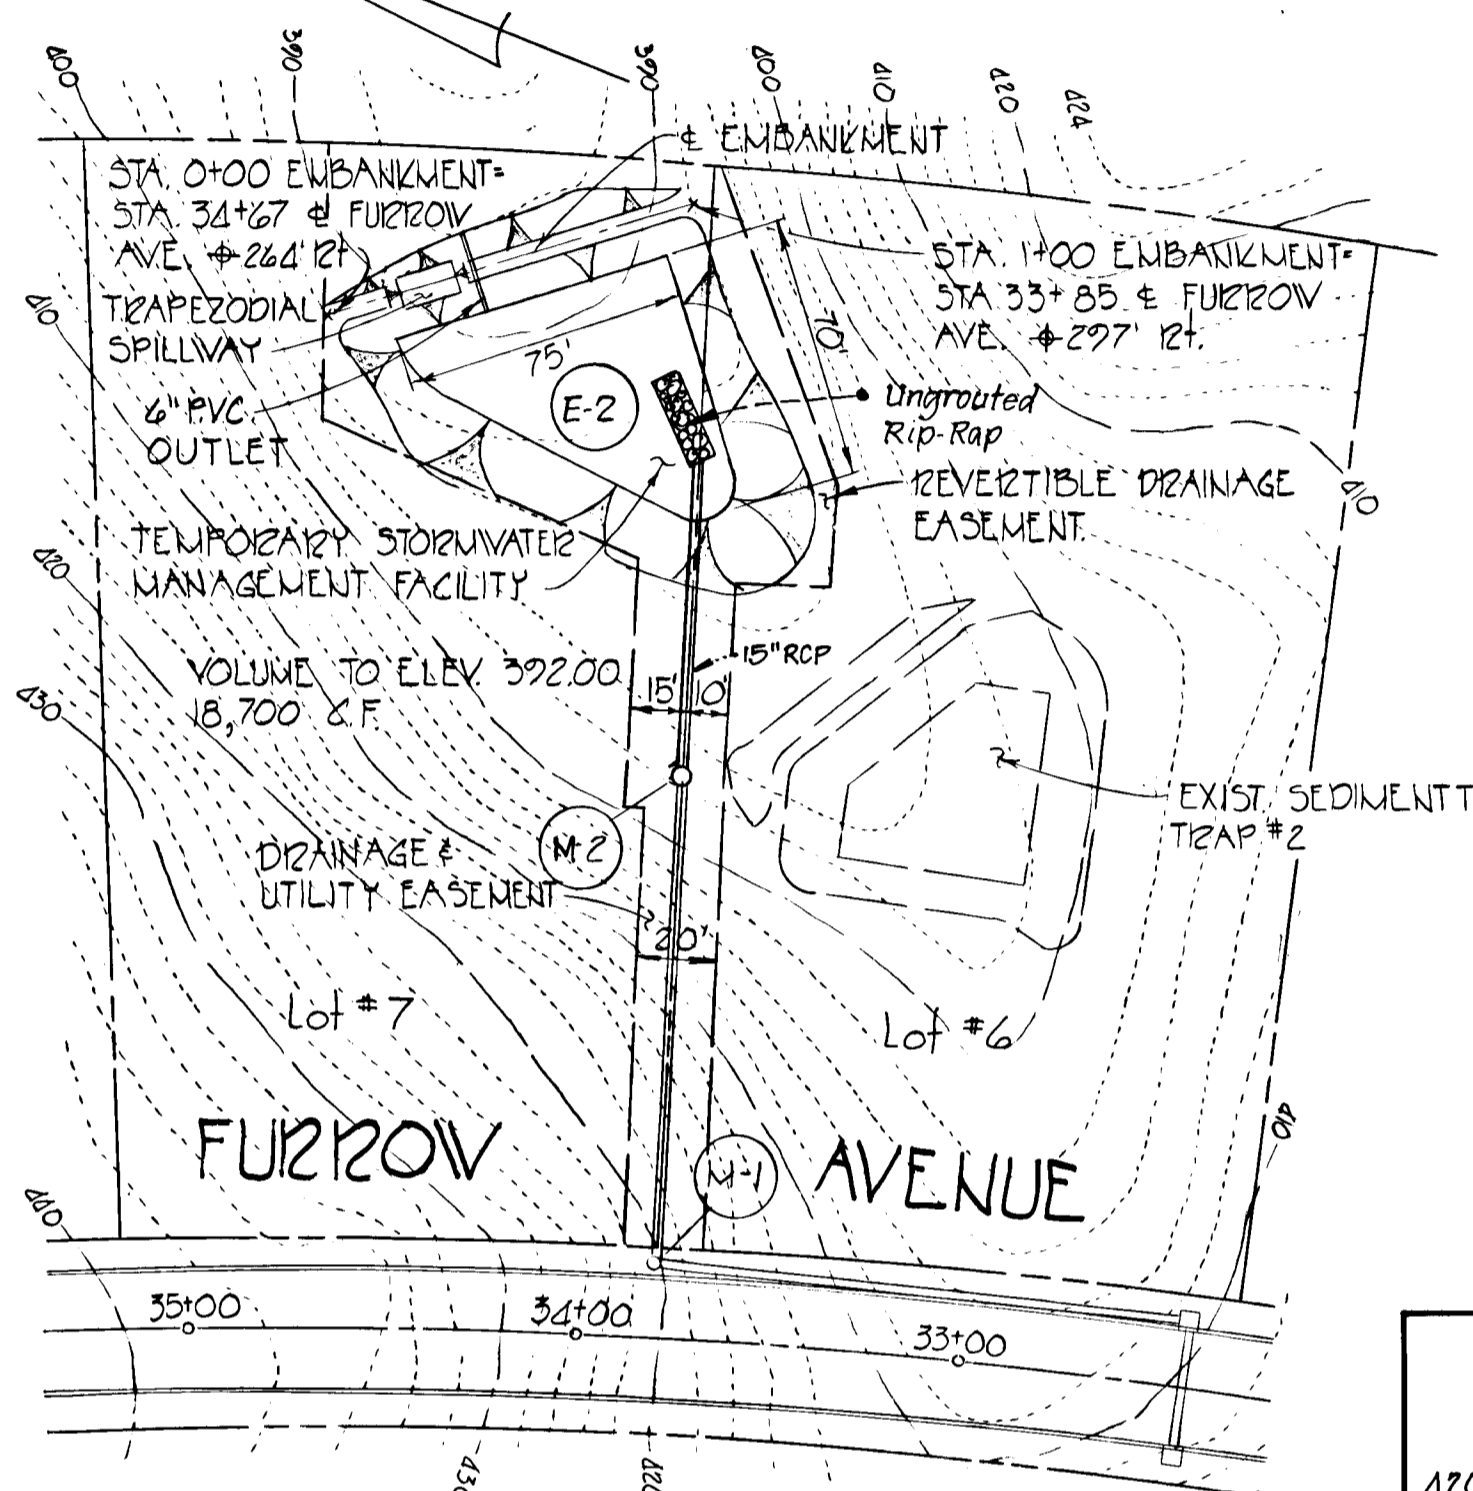 400
390
390
400
410
420
424
₵ EMBANKMENT
STA. 0+00 EMBANKMENT=
STA. 34+67 ₵ FURROW
AVE. ⌖ 264' Rt
TRAPEZODIAL
SPILLWAY
6" P.V.C.
OUTLET
STA. 1+00 EMBANKMENT=
STA 33+85 ₵ FURROW
AVE. ⌖ 297' Rt.
410
75'
70'
E-2
Ungrouted
Rip-Rap
REVERTIBLE DRAINAGE
EASEMENT.
410
TEMPORARY STORMWATER
MANAGEMENT FACILITY
420
VOLUME TO ELEV. 392.00
18,700 C.F.
15" RCP
15' 10'
430
EXIST. SEDIMENT T
TRAP #2
M-2
DRAINAGE &
UTILITY EASEMENT
20'
Lot #7
Lot #6
FURROW AVENUE
M-1
410
440
35+00
34+00
33+00
430
420
420